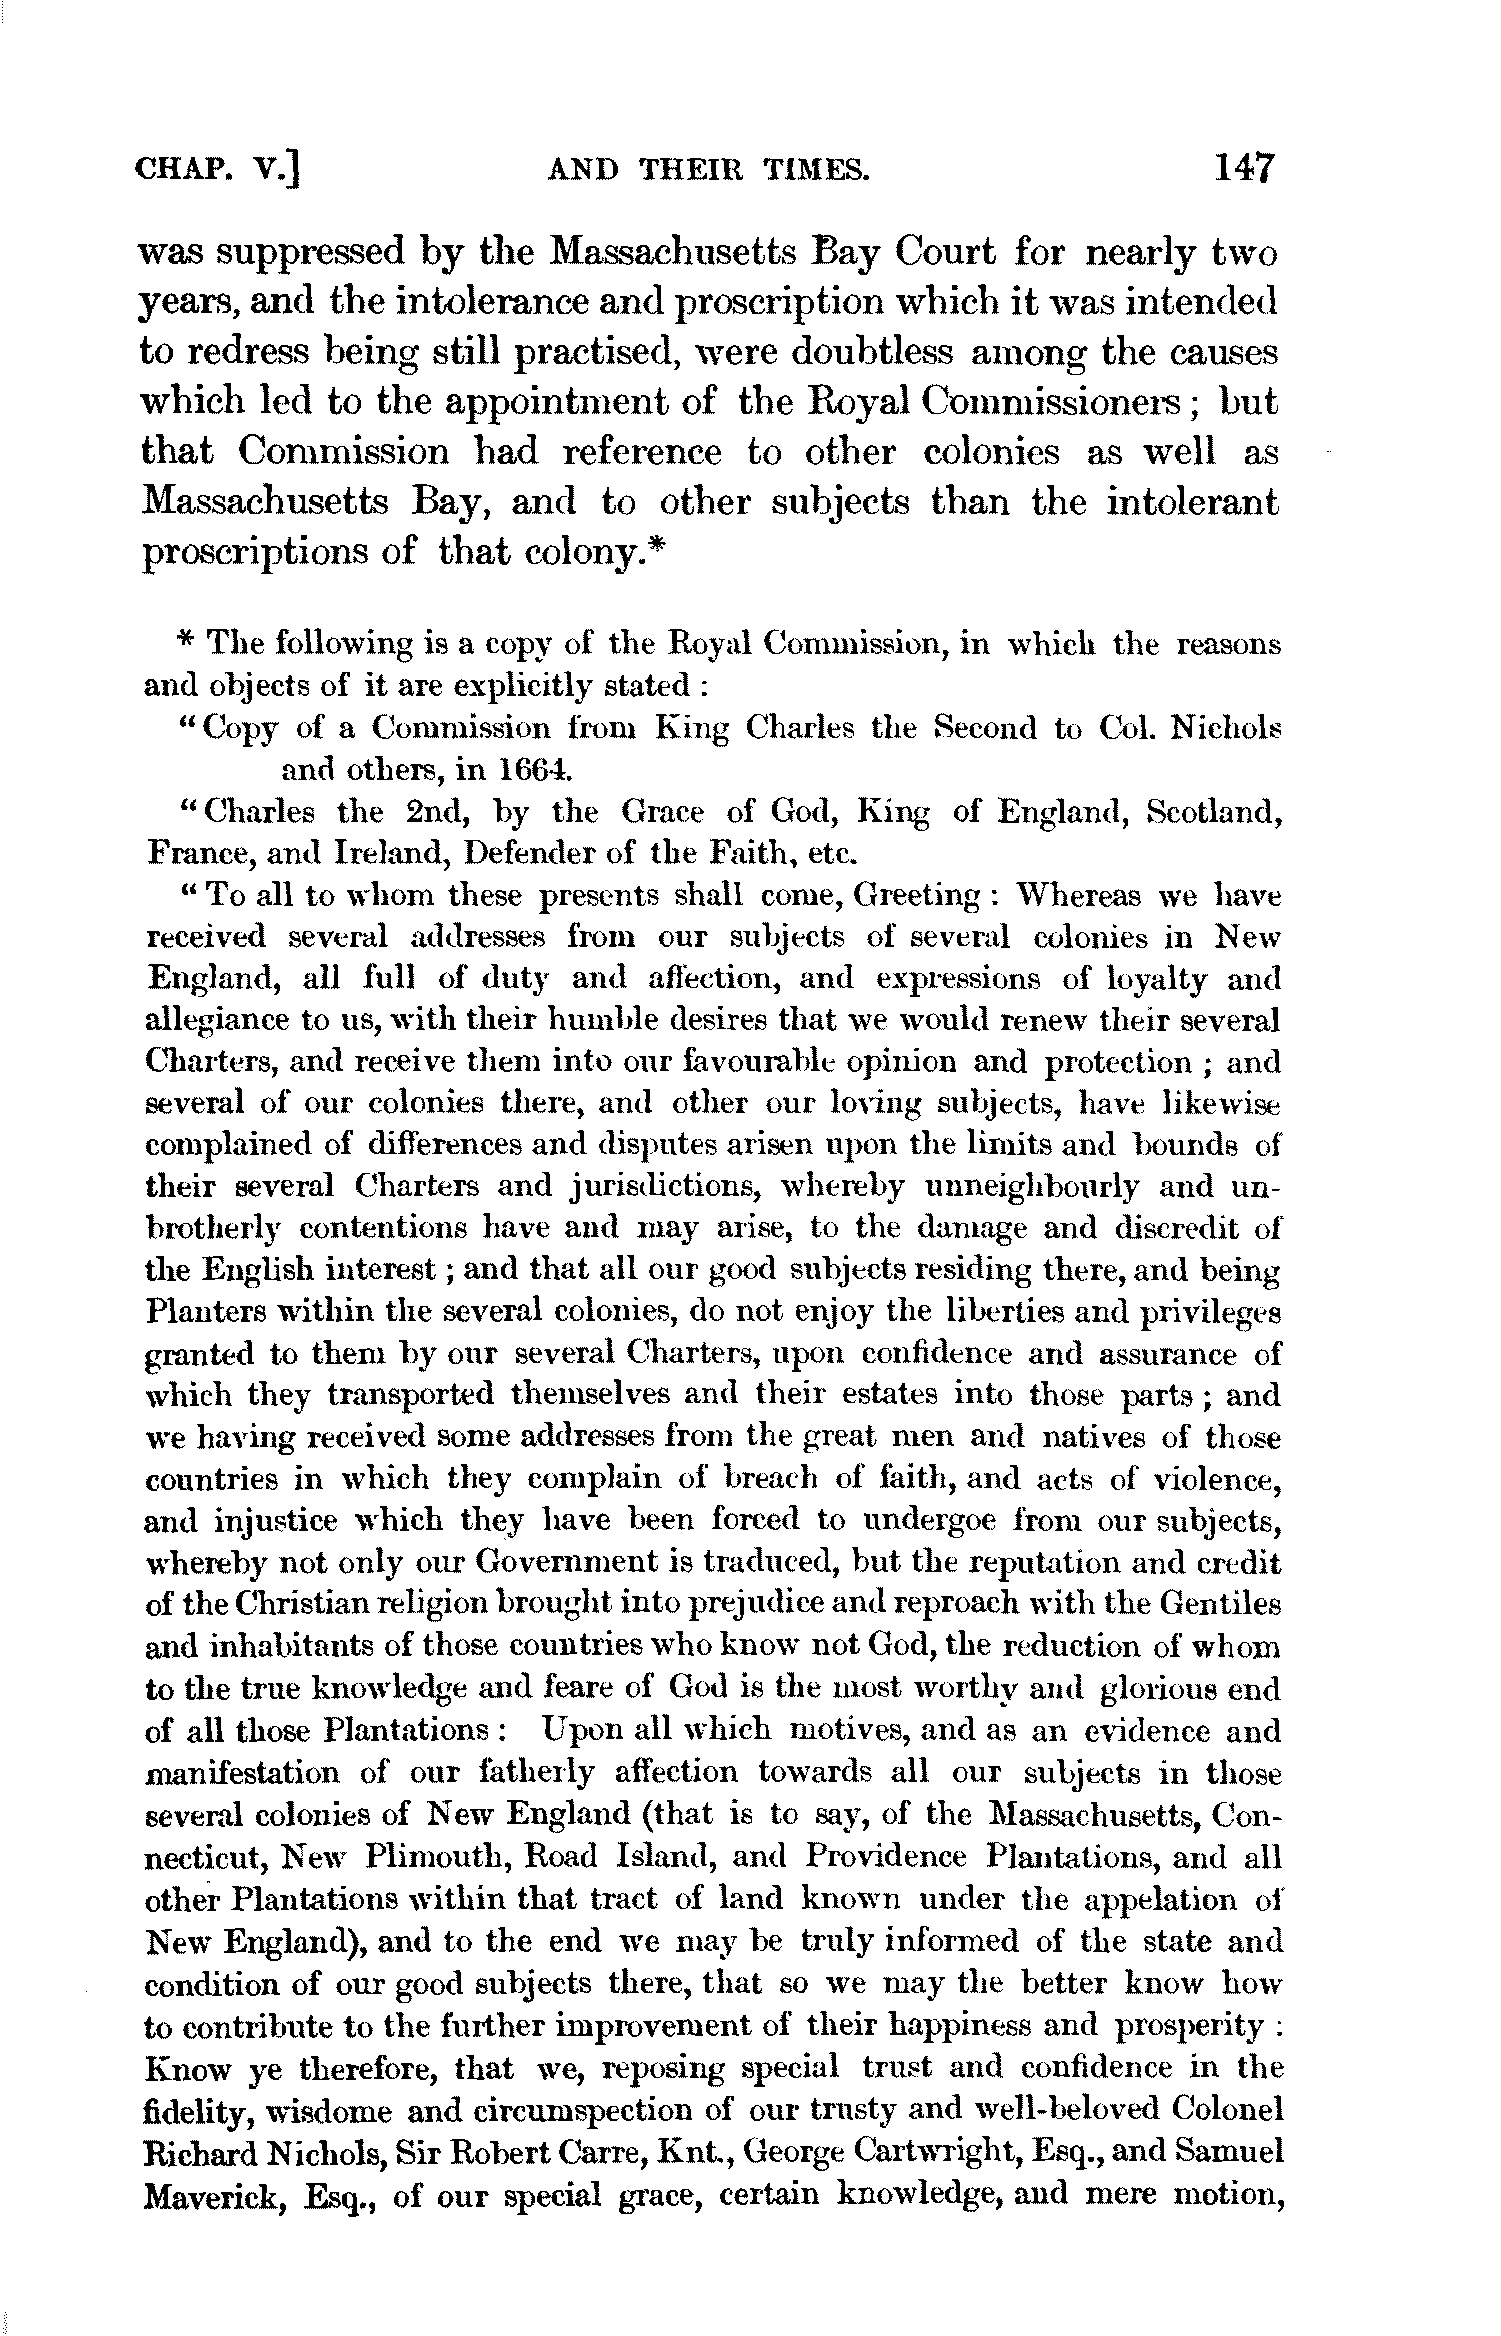 CHAP. V.] AND THEIR TIMES. 147
was suppressed by the Massachusetts Bay Court for nearly two
years, and the intolerance and proscription which it was intended
to redress being still practised, were doubtless among the causes
which led to the appointment of the Royal Commissioners ; but
that Commission had reference to other colonies as well as
Massachusetts Bay, and to other subjects than the intolerant
proscriptions of that colony.*
* The following is a copy of the Royal Commission, in which the reasons
and objects of it are explicitly stated :
“ Copy of a Commission from King Charles the Second to Col. Nichols
and others, in 1664.
“ Charles the 2nd, by the Grace of God, King of England, Scotland,
France, and Ireland, Defender of the Faith, etc.
“ To all to whom these presents shall come, Greeting : Whereas we have
received several addresses from our subjects of several colonies in New
England, all full of duty and affection, and expressions of loyalty and
allegiance to us, with their humble desires that we would renew their several
Charters, and receive them into our favourable opinion and protection ; and
several of our colonies there, and other our loving subjects, have likewise
complained of differences and disputes arisen upon the limits and bounds of
their several Charters and jurisdictions, whereby unneighbourly and un-
brotherly contentions have and may arise, to the damage and discredit of
the English interest ; and that all our good subjects residing there, and being
Planters within the several colonies, do not enjoy the liberties and privileges
granted to them by our several Charters, upon confidence and assurance of
which they transported themselves and their estates into those parts ; and
we having received some addresses from the great men and natives of those
countries in which they complain of breach of faith, and acts of violence,
and injustice which they have been forced to undergoe from our subjects,
whereby not only our Government is traduced, but the reputation and credit
of the Christian religion brought into prejudice and reproach with the Gentiles
and inhabitants of those countries who know not God, the reduction of whom
to the true knowledge and feare of God is the most worthy and glorious end
of all those Plantations : Upon all which motives, and as an evidence and
manifestation of our fatherly affection towards all our subjects in those
several colonies of New England (that is to say, of the Massachusetts, Con-
necticut, New Plimouth, Road Island, and Providence Plantations, and all
other Plantations within that tract of land known under the appelation of
New England), and to the end we may be truly informed of the state and
condition of our good subjects there, that so we may the better know how
to contribute to the further improvement of their happiness and prosperity :
Know ye therefore, that we, reposing special trust and confidence in the
fidelity, wisdome and circumspection of our trusty and well-beloved Colonel
Richard Nichols, Sir Robert Carre, Knt., George Cartwright, Esq., and Samuel
Maverick, Esq., of our special grace, certain knowledge, and mere motion,